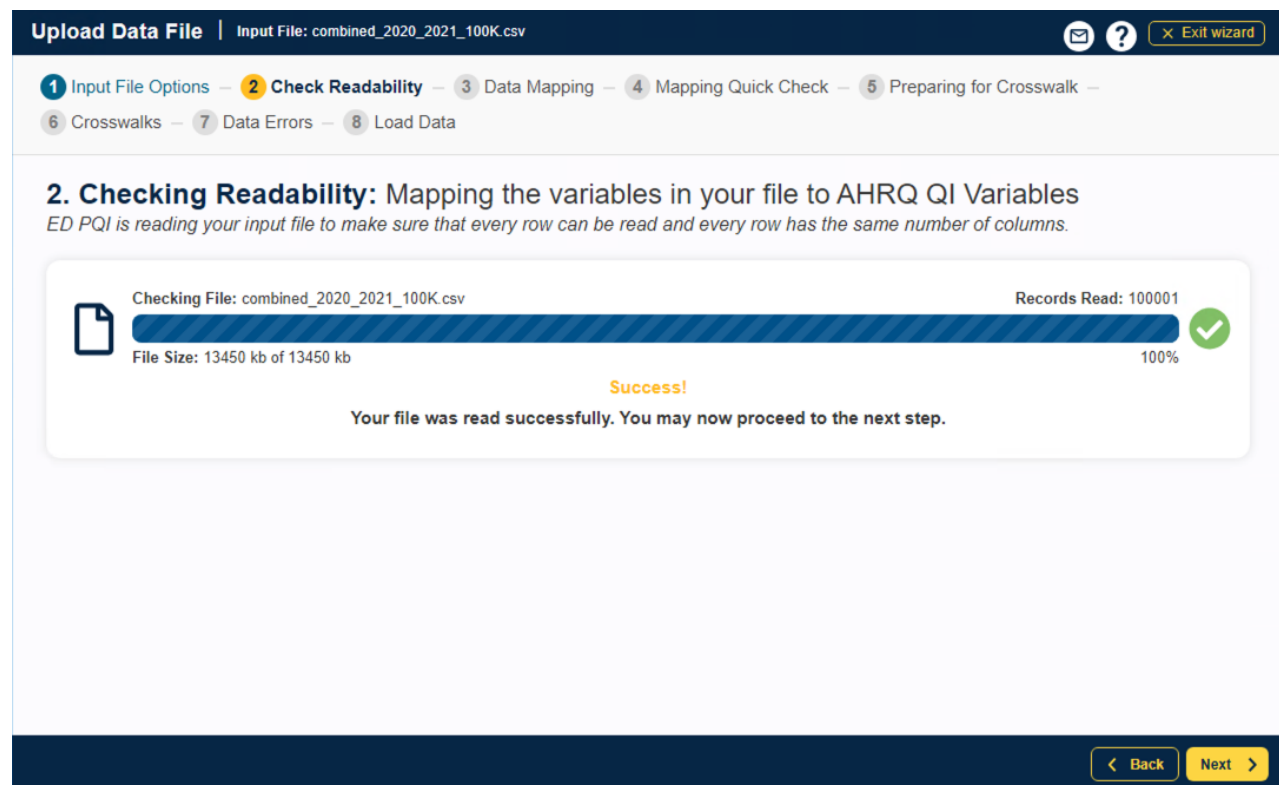 Upload Data File | Input File: combined_2020_2021_100K.csv
? × Exit wizard
1 Input File Options – 2 Check Readability – 3 Data Mapping – 4 Mapping Quick Check – 5 Preparing for Crosswalk –
6 Crosswalks – 7 Data Errors – 8 Load Data
2. Checking Readability: Mapping the variables in your file to AHRQ QI Variables
ED PQI is reading your input file to make sure that every row can be read and every row has the same number of columns.
Checking File: combined_2020_2021_100K.csv
Records Read: 100001
File Size: 13450 kb of 13450 kb
100%
Success!
Your file was read successfully. You may now proceed to the next step.
< Back
Next >